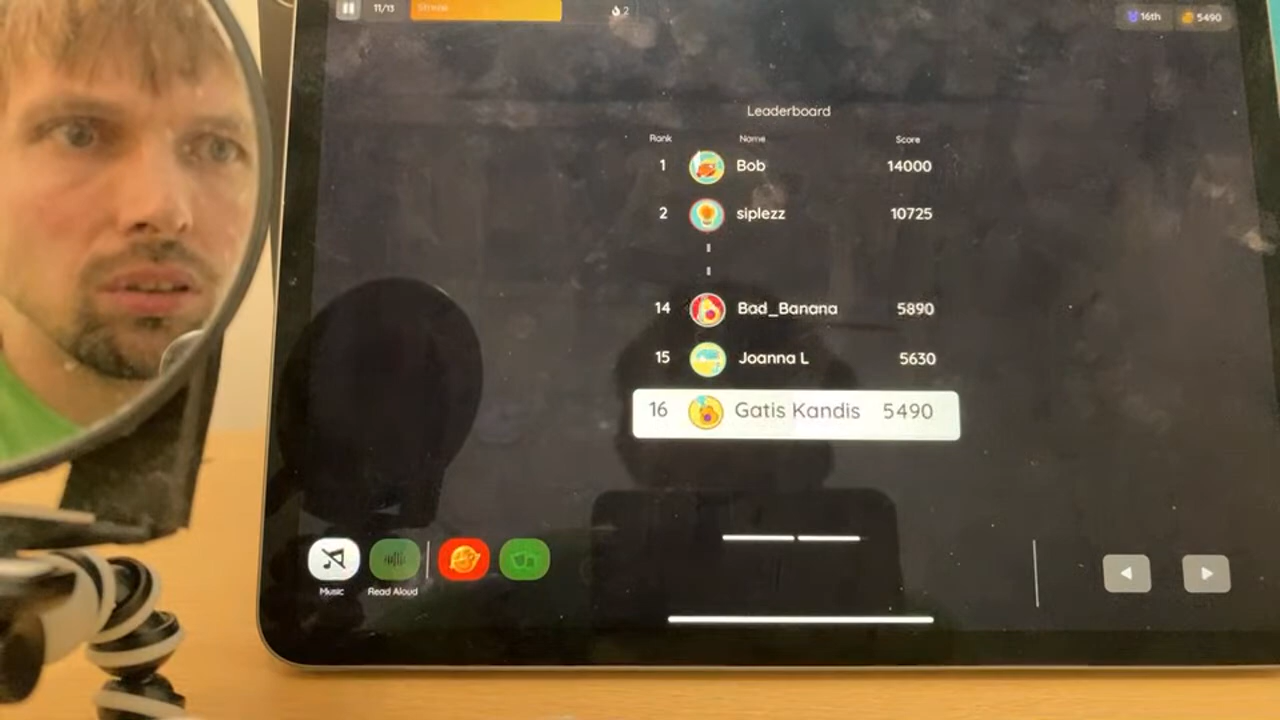 11/13 Streak 2 16th 5490
Leaderboard
Rank Name Score
1 Bob 14000
2 siplezz 10725
14 Bad_Banana 5890
15 Joanna L 5630
16 Gatis Kandis 5490
Music Read Aloud